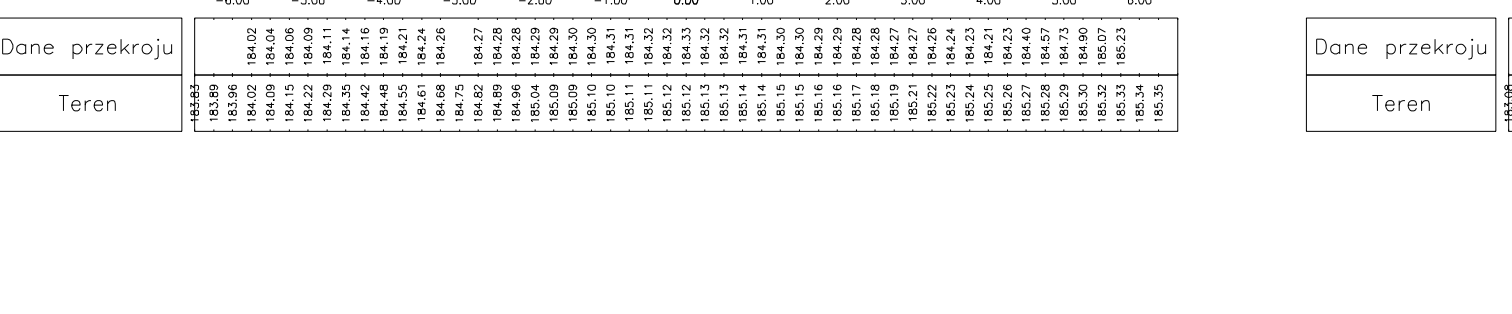 -6.00 -5.00 -4.00 -3.00 -2.00 -1.00 0.00 1.00 2.00 3.00 4.00 5.00 6.00
Dane przekroju 184.02 184.04 184.06 184.09 184.11 184.14 184.16 184.19 184.21 184.24 184.26 184.27 184.28 184.28 184.29 184.29 184.30 184.30 184.31 184.31 184.32 184.32 184.33 184.32 184.32 184.31 184.31 184.30 184.30 184.29 184.29 184.28 184.28 184.27 184.27 184.26 184.24 184.23 184.21 184.23 184.40 184.57 184.73 184.90 185.07 185.23 Dane przekroju
Teren 183.83 183.89 183.96 184.02 184.09 184.15 184.22 184.29 184.35 184.42 184.48 184.55 184.61 184.68 184.75 184.82 184.89 184.96 185.04 185.09 185.09 185.10 185.10 185.11 185.11 185.12 185.12 185.13 185.13 185.14 185.14 185.15 185.15 185.16 185.16 185.17 185.18 185.19 185.21 185.22 185.23 185.24 185.25 185.26 185.27 185.28 185.29 185.30 185.32 185.33 185.34 185.35 Teren